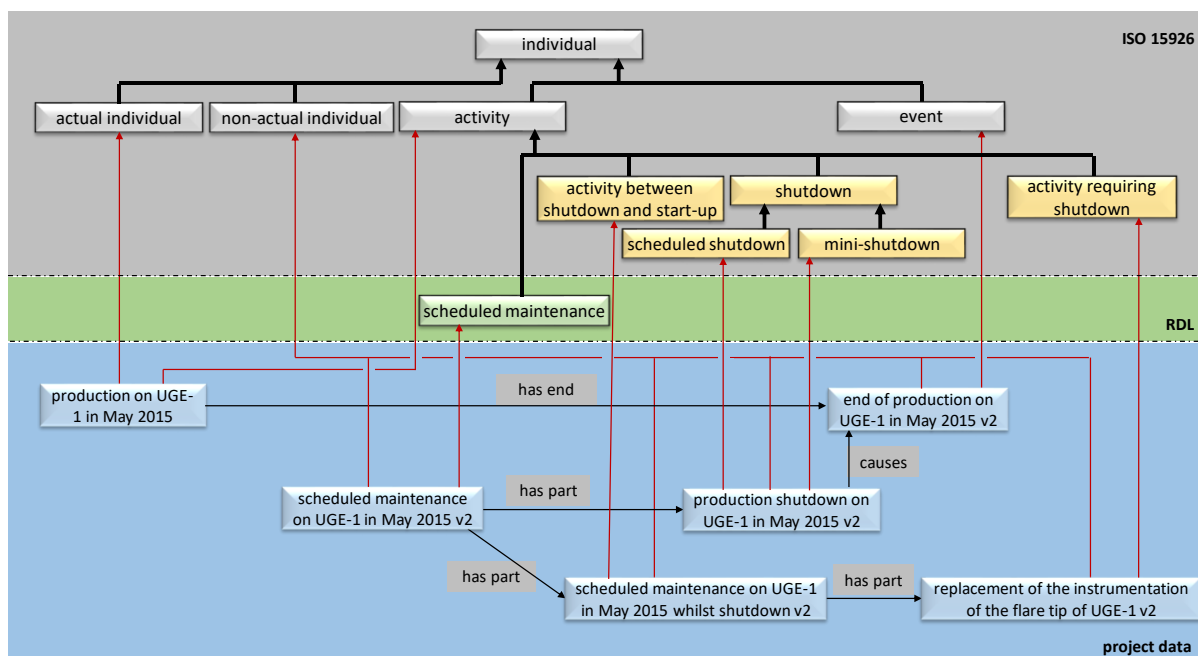 individual
ISO 15926
actual individual
non-actual individual
activity
event
activity between
shutdown and start-up
shutdown
activity requiring
shutdown
scheduled shutdown
mini-shutdown
scheduled maintenance
RDL
production on UGE-
1 in May 2015
has end
end of production on
UGE-1 in May 2015 v2
causes
scheduled maintenance
on UGE-1 in May 2015 v2
has part
production shutdown on
UGE-1 in May 2015 v2
has part
scheduled maintenance on UGE-1
in May 2015 whilst shutdown v2
has part
replacement of the instrumentation
of the flare tip of UGE-1 v2
project data